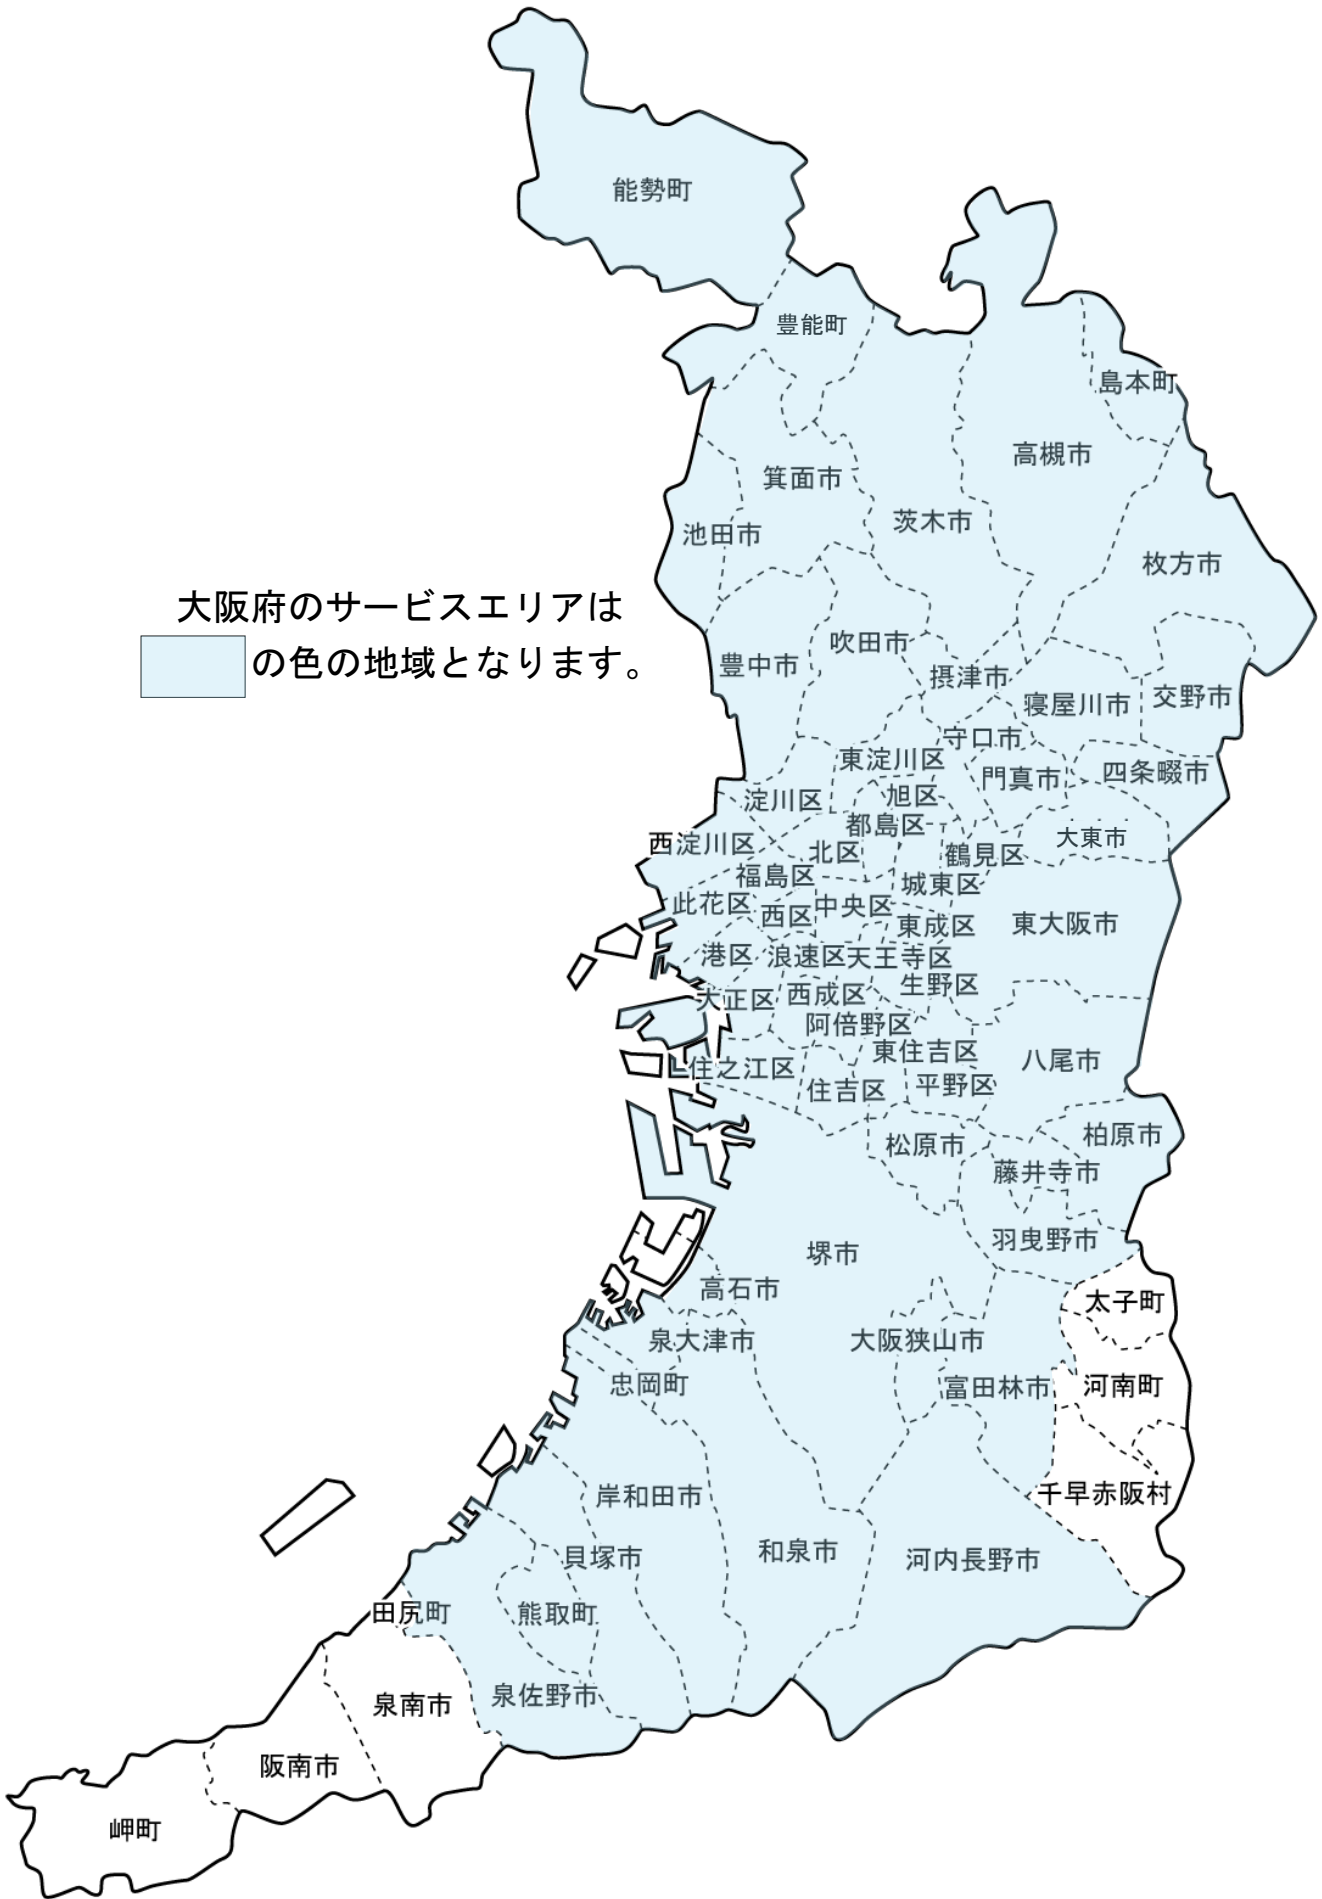 能勢町
豊能町
島本町
高槻市
箕面市
茨木市
池田市
枚方市
大阪府のサービスエリアは
の色の地域となります。
吹田市
豊中市
摂津市
寝屋川市
交野市
守口市
東淀川区
門真市
四条畷市
淀川区
旭区
都島区
大東市
西淀川区
北区
鶴見区
福島区
城東区
此花区
西区
中央区
東成区
東大阪市
港区
浪速区
天王寺区
生野区
大正区
西成区
阿倍野区
東住吉区
八尾市
住之江区
住吉区
平野区
松原市
柏原市
藤井寺市
羽曳野市
堺市
高石市
太子町
泉大津市
大阪狭山市
忠岡町
富田林市
河南町
岸和田市
千早赤阪村
和泉市
貝塚市
河内長野市
田尻町
熊取町
泉佐野市
泉南市
阪南市
岬町